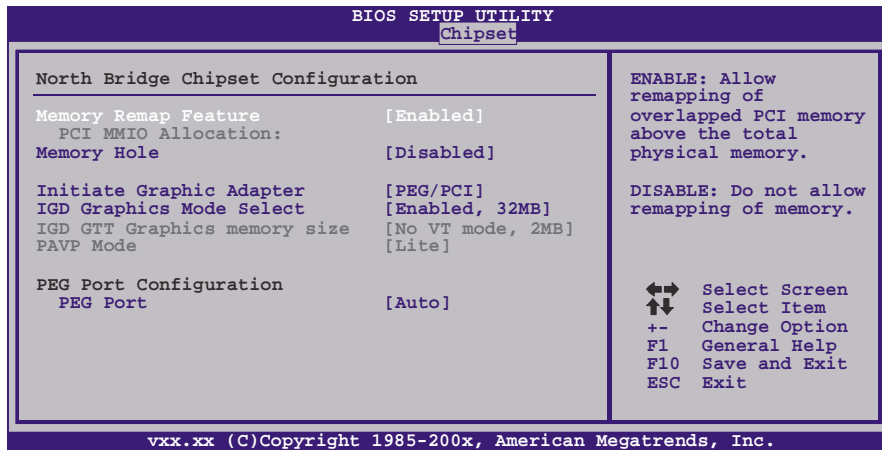 BIOS SETUP UTILITY
Chipset
North Bridge Chipset Configuration
Memory Remap Feature [Enabled]
PCI MMIO Allocation:
Memory Hole [Disabled]
Initiate Graphic Adapter [PEG/PCI]
IGD Graphics Mode Select [Enabled, 32MB]
IGD GTT Graphics memory size [No VT mode, 2MB]
PAVP Mode [Lite]
PEG Port Configuration
PEG Port [Auto]
ENABLE: Allow
remapping of
overlapped PCI memory
above the total
physical memory.
DISABLE: Do not allow
remapping of memory.
Select Screen
Select Item
+- Change Option
F1 General Help
F10 Save and Exit
ESC Exit
vxx.xx (C)Copyright 1985-200x, American Megatrends, Inc.